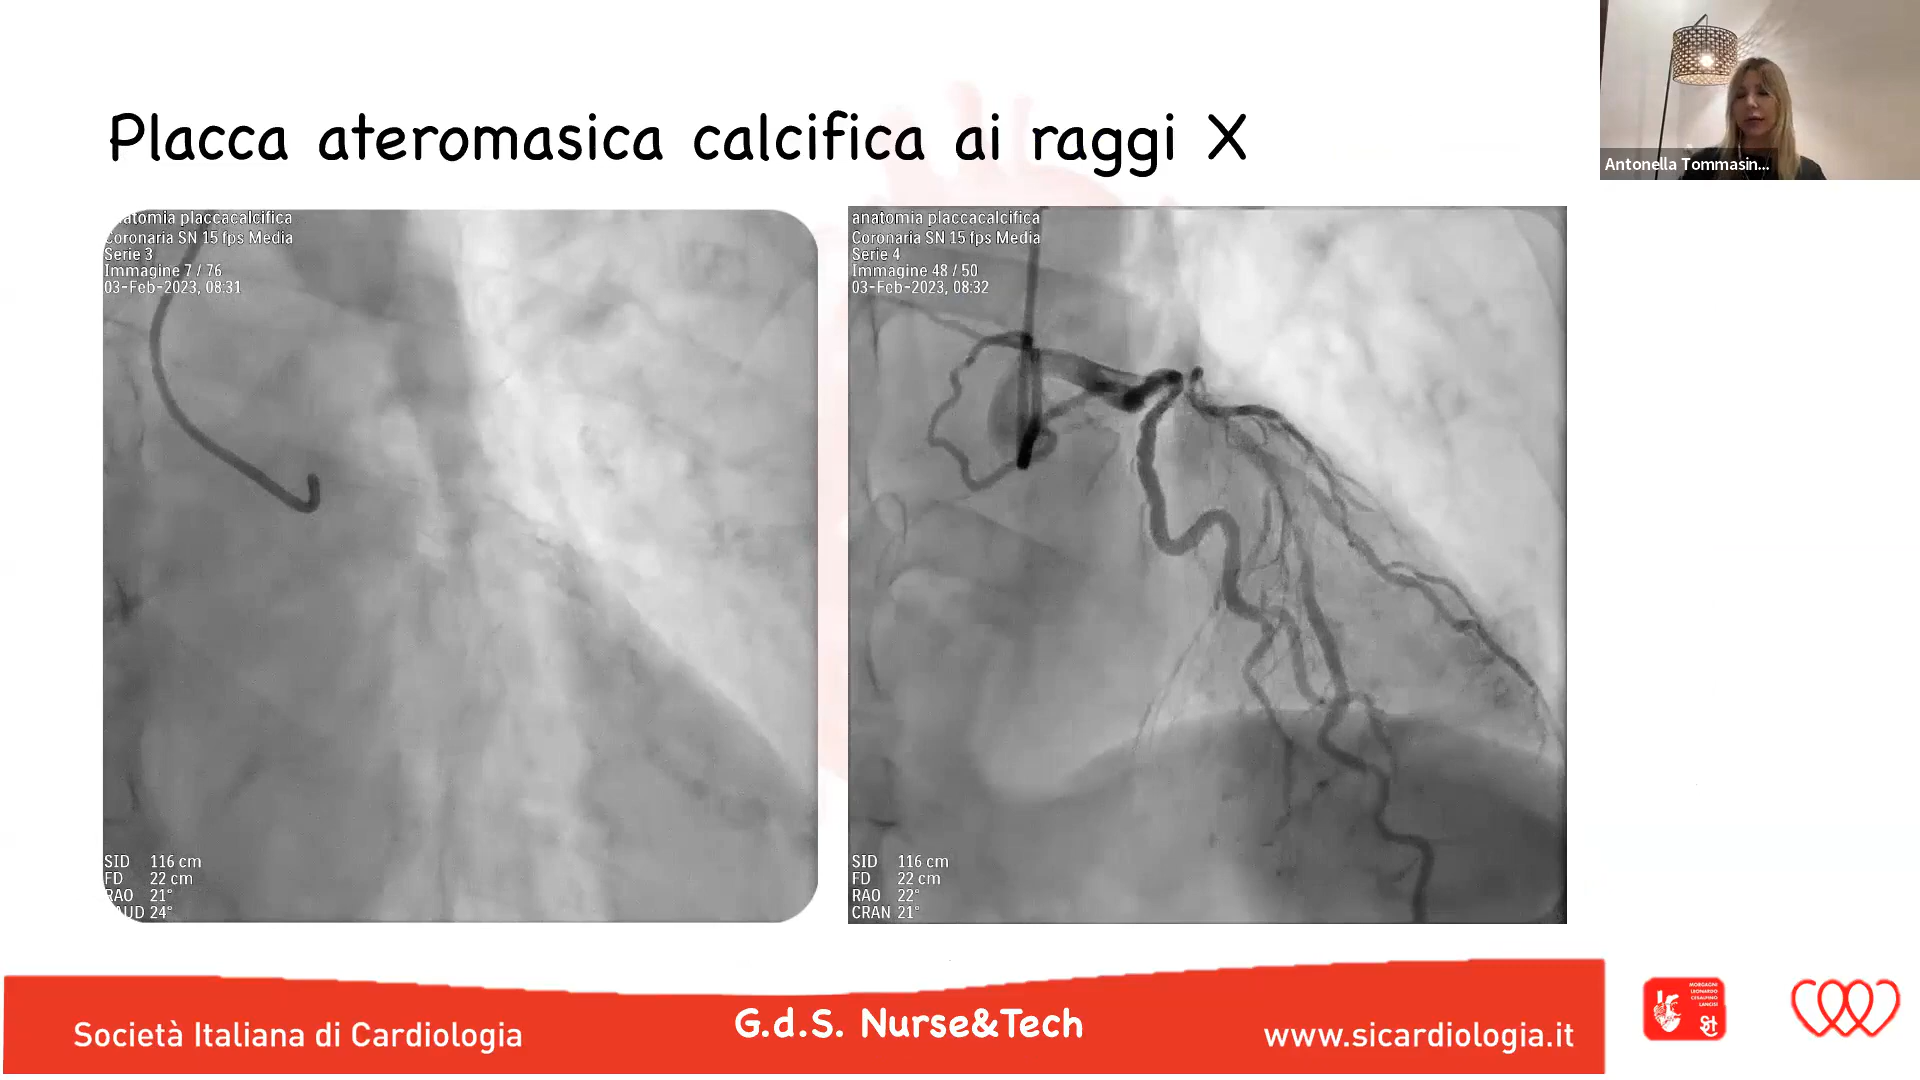 Placca ateromasica calcifica ai raggi X
Antonella Tommasin...
anatomia placcacalcifica
Coronaria SN 15 fps Media
Serie 3
Immagine 7 / 76
03-Feb-2023, 08:31
SID 116 cm
FD 22 cm
RAO 21°
AUD 24°
anatomia placcacalcifica
Coronaria SN 15 fps Media
Serie 4
Immagine 48 / 50
03-Feb-2023, 08:32
SID 116 cm
FD 22 cm
RAO 22°
CRAN 21°
Società Italiana di Cardiologia
G.d.S. Nurse&Tech
www.sicardiologia.it